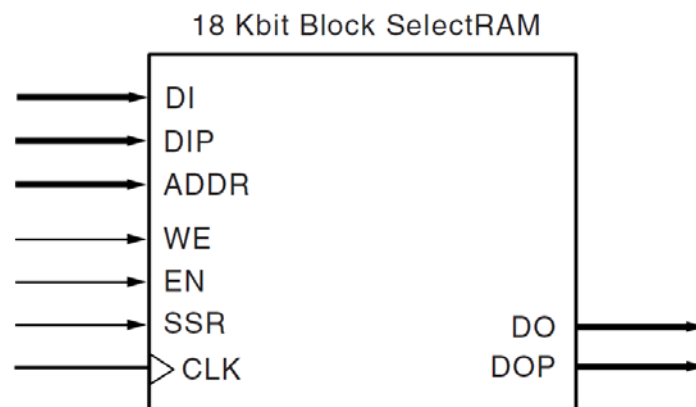 18 Kbit Block SelectRAM
DI
DIP
ADDR
WE
EN
SSR
CLK
DO
DOP